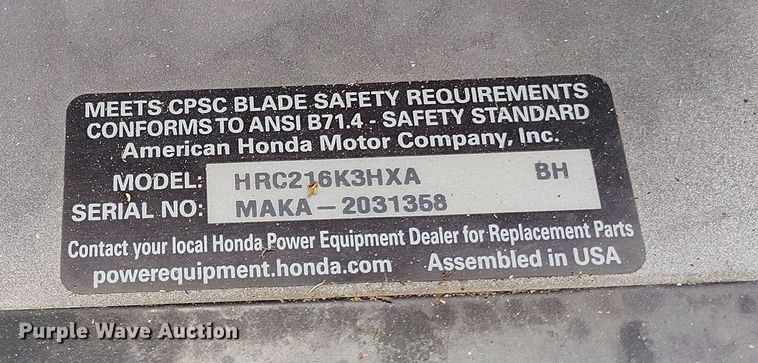 MEETS CPSC BLADE SAFETY REQUIREMENTS
CONFORMS TO ANSI B71.4 - SAFETY STANDARD
American Honda Motor Company, Inc.
MODEL: HRC216K3HXA BH
SERIAL NO: MAKA - 2031358
Contact your local Honda Power Equipment Dealer for Replacement Parts
powerequipment.honda.com Assembled in USA
Purple Wave Auction